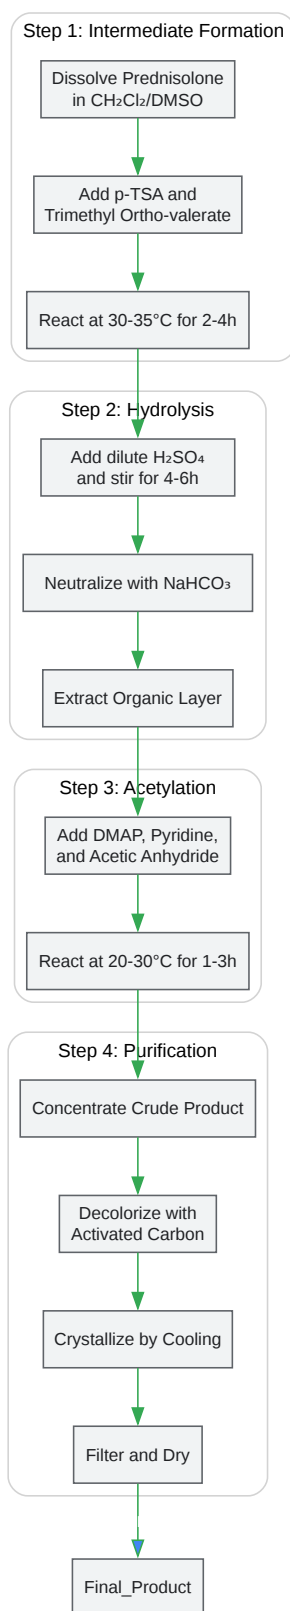 Step 1: Intermediate Formation
Dissolve Prednisolone
in CH₂Cl₂/DMSO
Add p-TSA and
Trimethyl Ortho-valerate
React at 30-35°C for 2-4h
Step 2: Hydrolysis
Add dilute H₂SO₄
and stir for 4-6h
Neutralize with NaHCO₃
Extract Organic Layer
Step 3: Acetylation
Add DMAP, Pyridine,
and Acetic Anhydride
React at 20-30°C for 1-3h
Step 4: Purification
Concentrate Crude Product
Decolorize with
Activated Carbon
Crystallize by Cooling
Filter and Dry
Final_Product